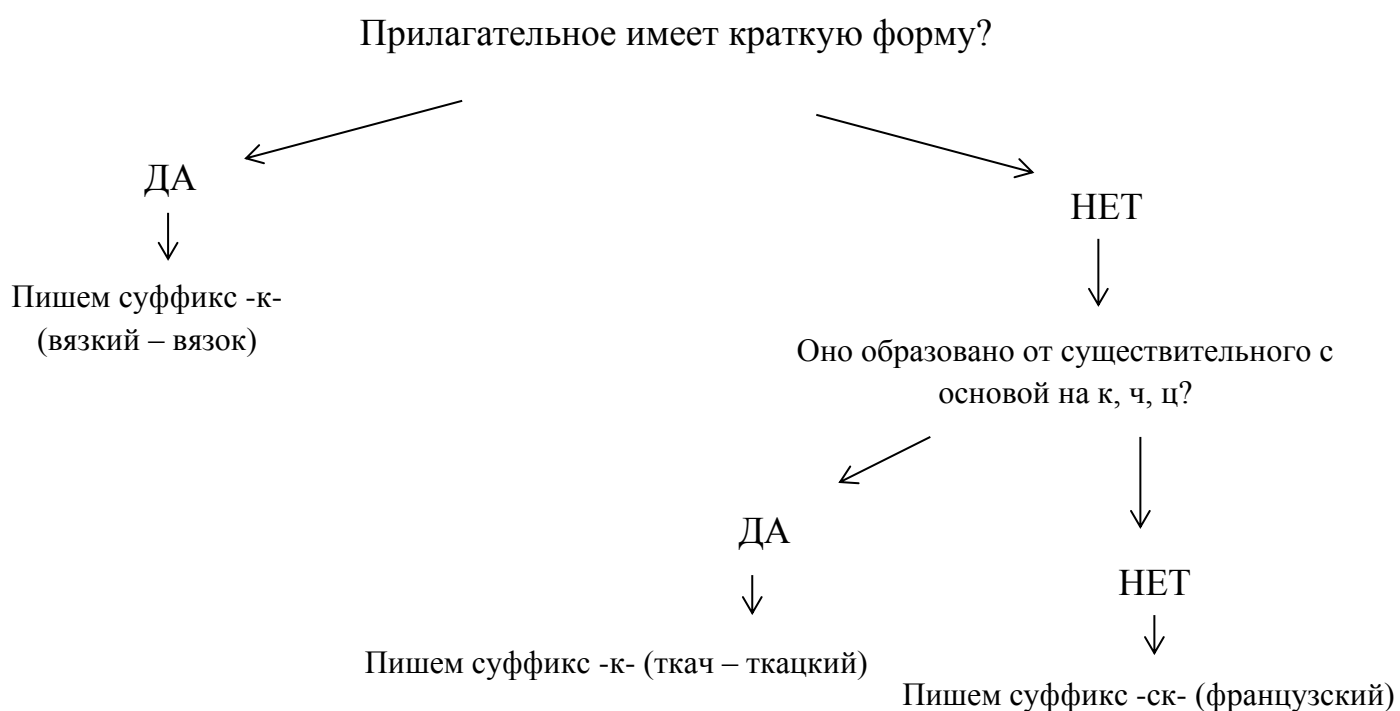 Прилагательное имеет краткую форму?
ДА
НЕТ
Пишем суффикс -к-
(вязкий – вязок)
Оно образовано от существительного с
основой на к, ч, ц?
ДА
НЕТ
Пишем суффикс -к- (ткач – ткацкий)
Пишем суффикс -ск- (французский)